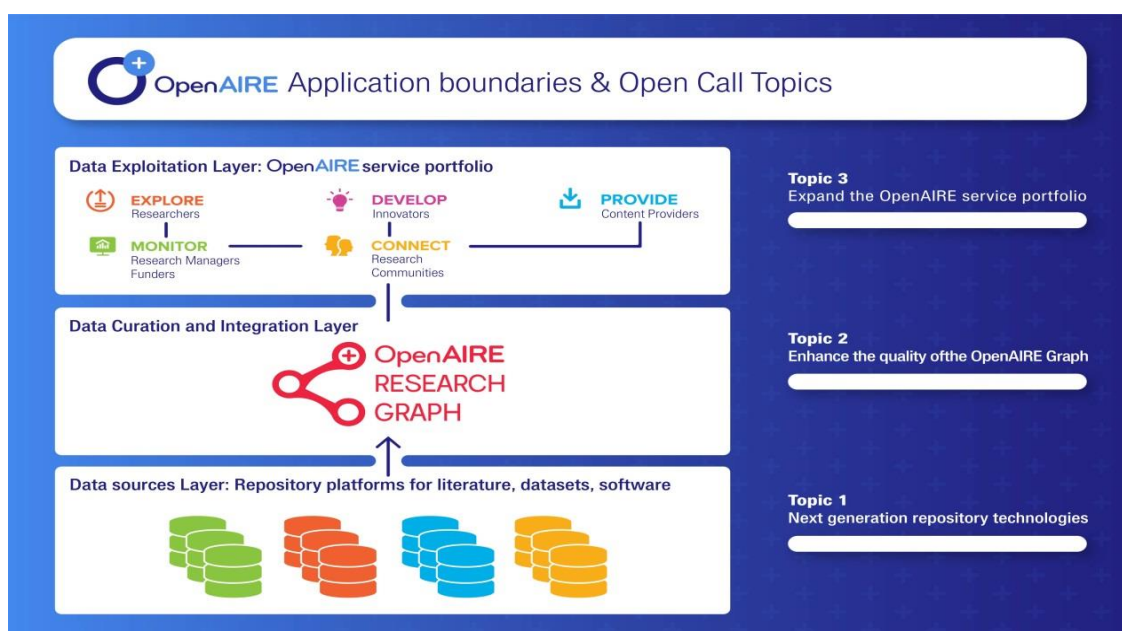 OpenAIRE Application boundaries & Open Call Topics
Data Exploitation Layer: OpenAIRE service portfolio
EXPLORE
Researchers
DEVELOP
Innovators
PROVIDE
Content Providers
MONITOR
Research Managers
Funders
CONNECT
Research
Communities
Topic 3
Expand the OpenAIRE service portfolio
Data Curation and Integration Layer
OpenAIRE
RESEARCH
GRAPH
Topic 2
Enhance the quality ofthe OpenAIRE Graph
Data sources Layer: Repository platforms for literature, datasets, software
Topic 1
Next generation repository technologies